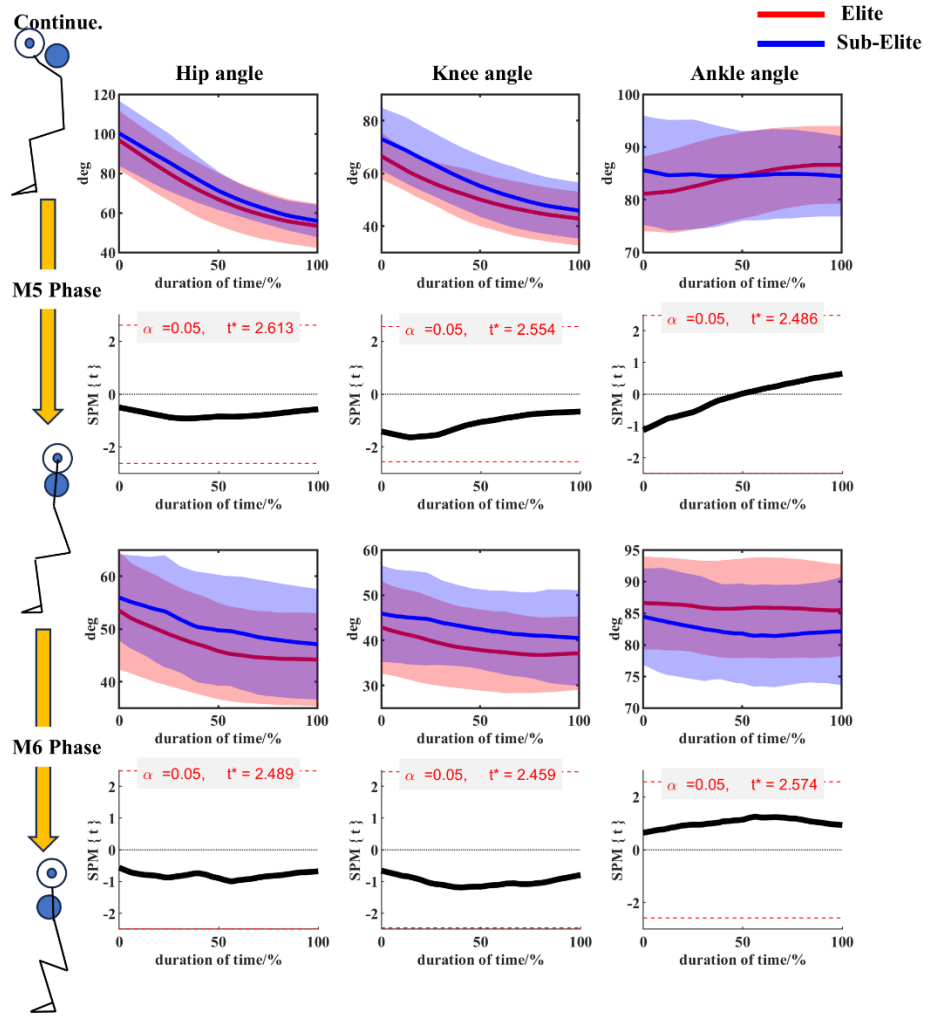 Continue.
Elite
Sub-Elite
Hip angle
Knee angle
Ankle angle
120
100
80
60
40
deg
0
50
100
duration of time/%
80
60
40
deg
0
50
100
duration of time/%
100
90
80
70
deg
0
50
100
duration of time/%
M5 Phase
α =0.05, t* = 2.613
2
0
-2
SPM { t }
0
50
100
duration of time/%
α =0.05, t* = 2.554
2
0
-2
SPM { t }
0
50
100
duration of time/%
α =0.05, t* = 2.486
2
1
0
-1
-2
SPM { t }
0
50
100
duration of time/%
60
50
40
deg
0
50
100
duration of time/%
60
50
40
30
deg
0
50
100
duration of time/%
95
90
85
80
75
70
deg
0
50
100
duration of time/%
M6 Phase
α =0.05, t* = 2.489
2
1
0
-1
-2
SPM { t }
0
50
100
duration of time/%
α =0.05, t* = 2.459
2
1
0
-1
-2
SPM { t }
0
50
100
duration of time/%
α =0.05, t* = 2.574
2
0
-2
SPM { t }
0
50
100
duration of time/%